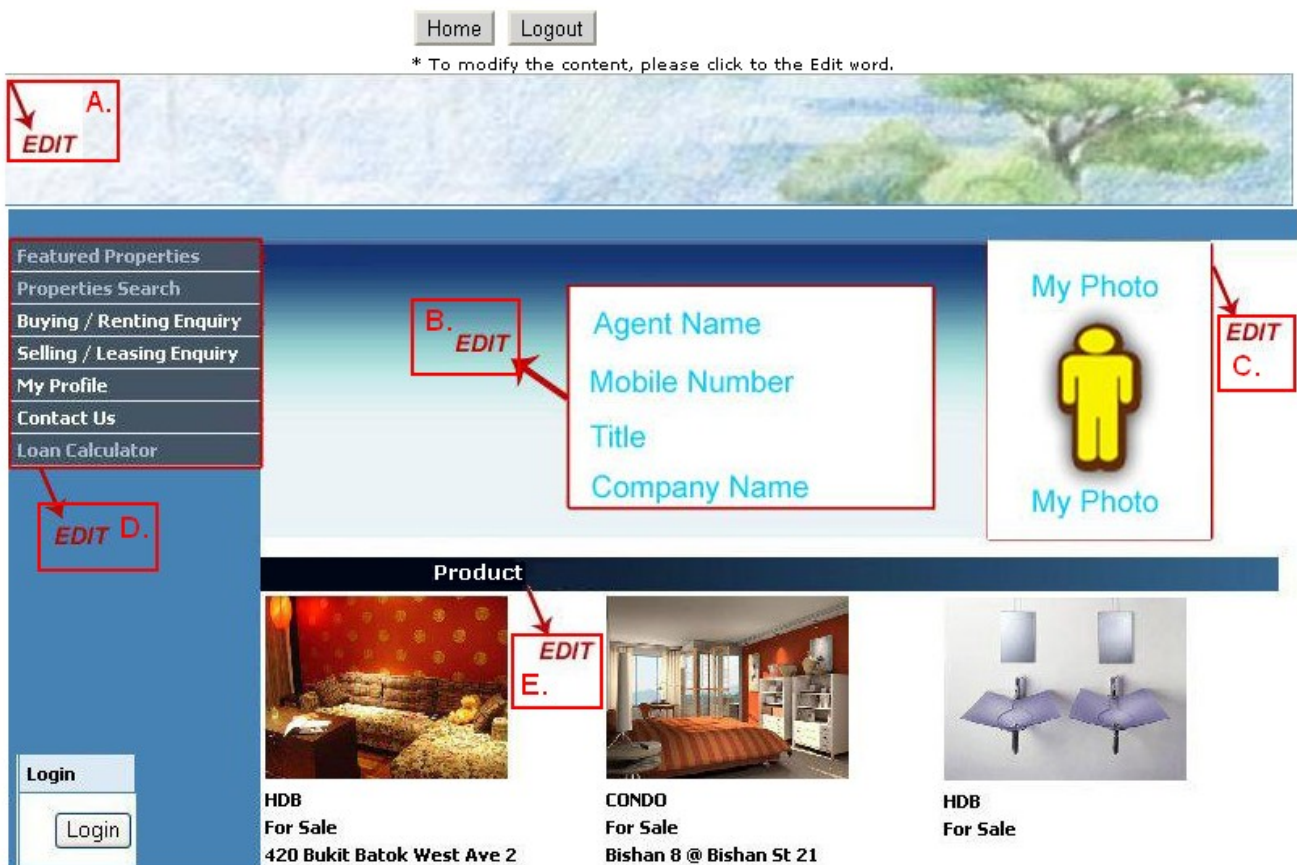 Home Logout
* To modify the content, please click to the Edit word.
A.
EDIT
Featured Properties
Properties Search
Buying / Renting Enquiry
Selling / Leasing Enquiry
My Profile
Contact Us
Loan Calculator
EDIT D.
B.
EDIT
Agent Name
Mobile Number
Title
Company Name
My Photo
My Photo
EDIT
C.
Product
EDIT
E.
HDB
For Sale
420 Bukit Batok West Ave 2
CONDO
For Sale
Bishan 8 @ Bishan St 21
HDB
For Sale
Login
Login